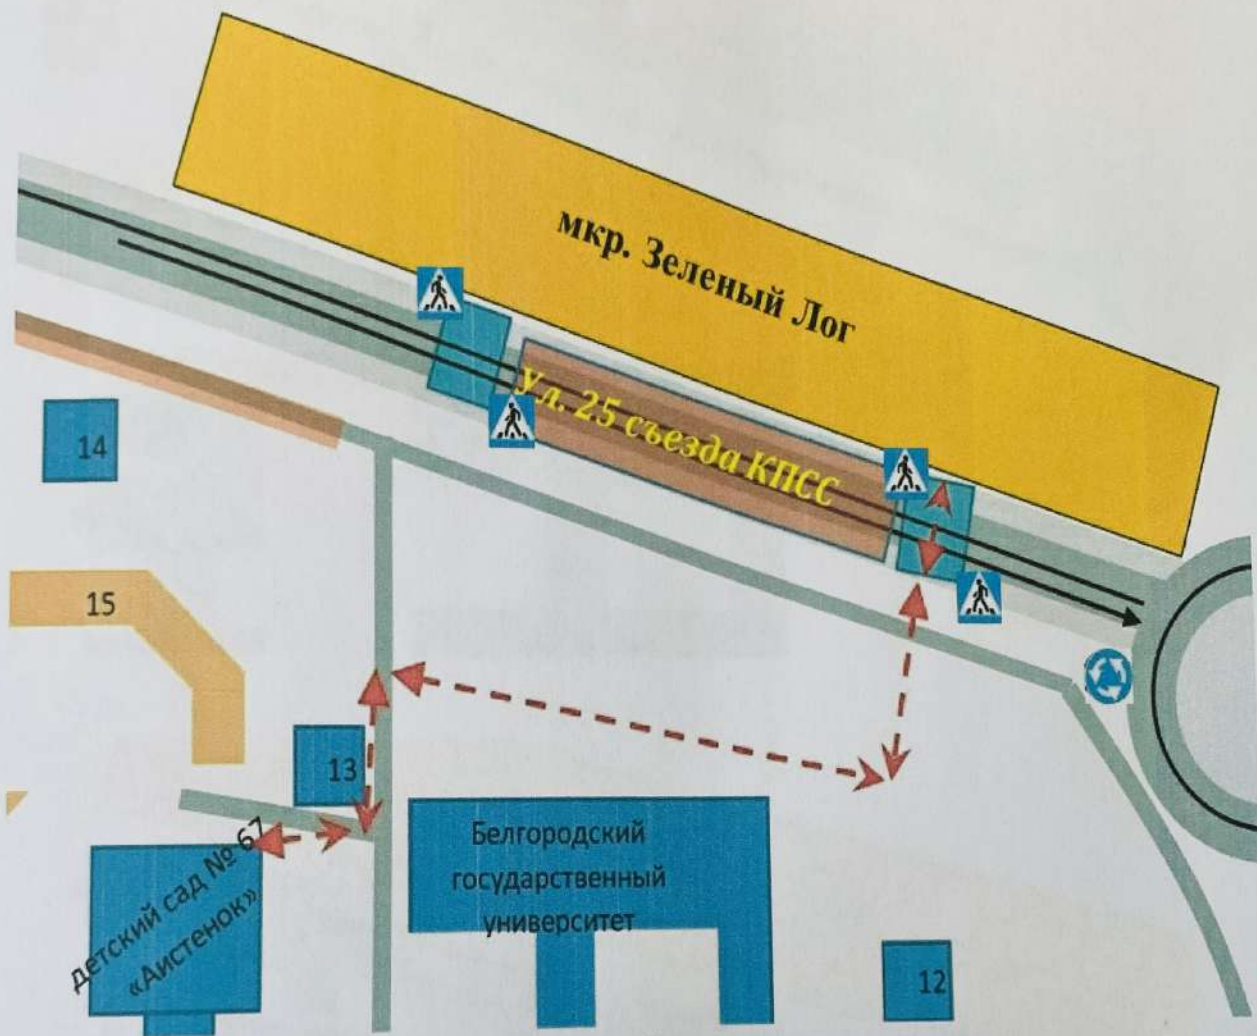 мкр. Зеленый Лог
Ул. 25 съезда КПСС
14
15
13
детский сад № 67
«Аистенок»
Белгородский
государственный
университет
12